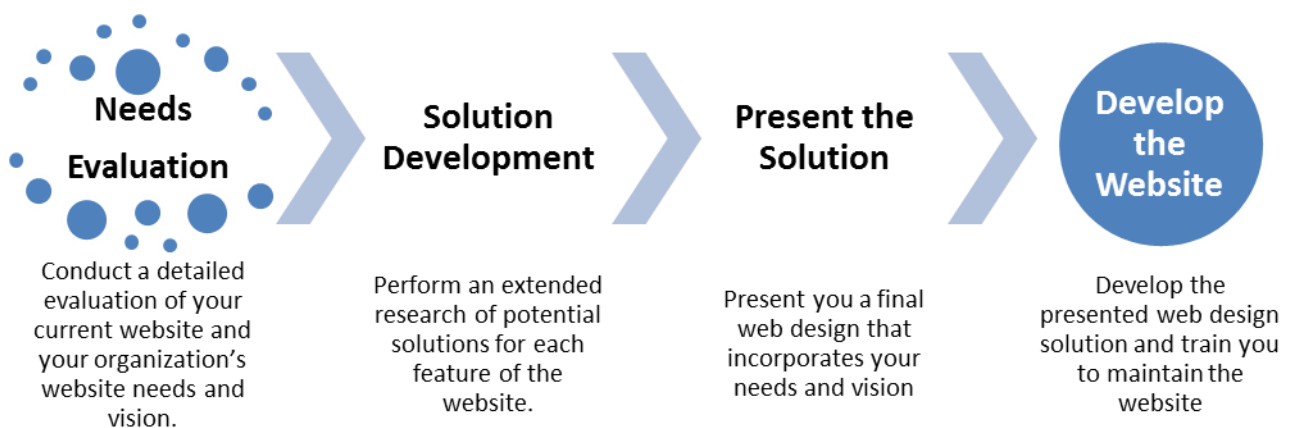 Needs
Evaluation
Solution
Development
Present the
Solution
Develop
the
Website
Conduct a detailed
evaluation of your
current website and
your organization’s
website needs and
vision.
Perform an extended
research of potential
solutions for each
feature of the
website.
Present you a final
web design that
incorporates your
needs and vision
Develop the
presented web design
solution and train you
to maintain the
website